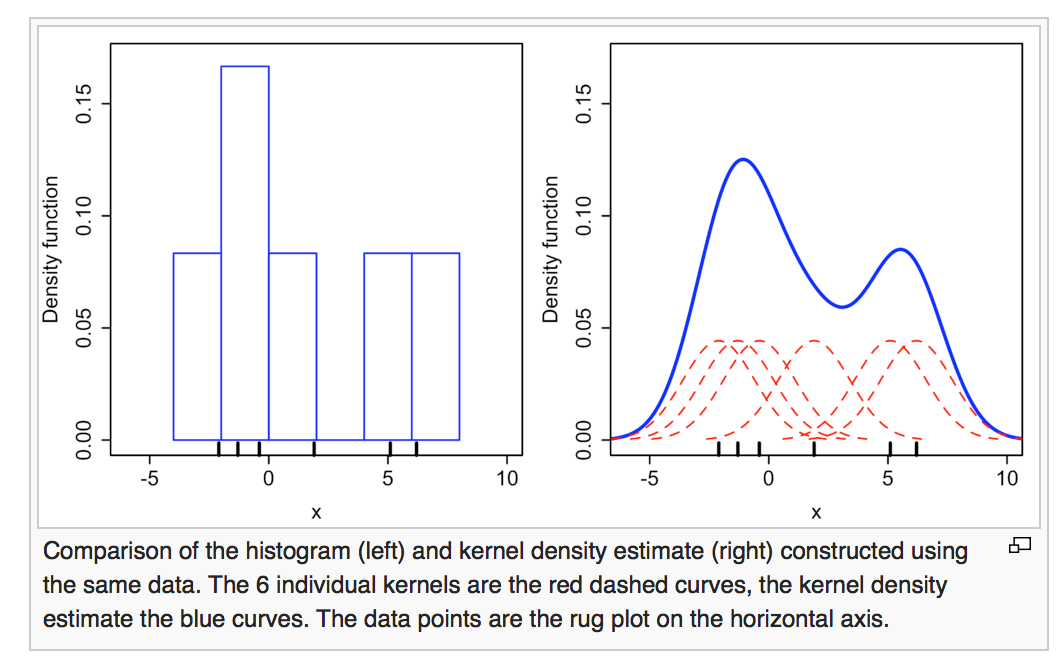 Density function
0.00 0.05 0.10 0.15
-5 0 5 10
x
Density function
0.00 0.05 0.10 0.15
-5 0 5 10
x
Comparison of the histogram (left) and kernel density estimate (right) constructed using
the same data. The 6 individual kernels are the red dashed curves, the kernel density
estimate the blue curves. The data points are the rug plot on the horizontal axis.